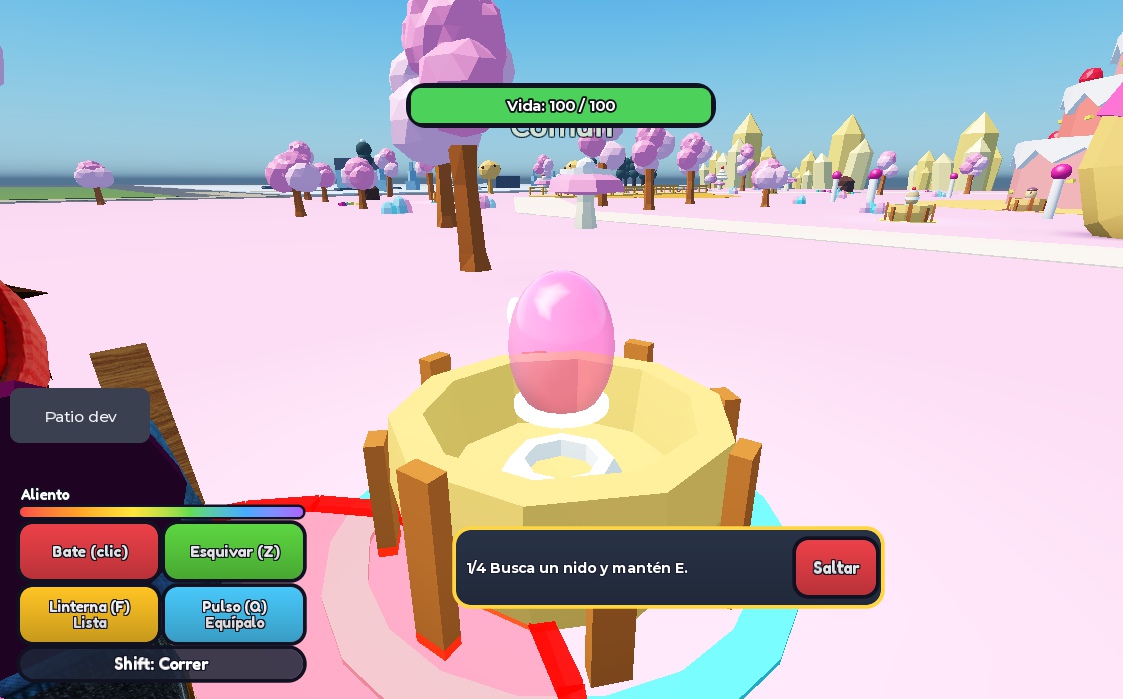 Vida: 100 / 100
Común
Patio dev
Aliento
Bate (clic)
Esquivar (Z)
Linterna (F)
Lista
Pulso (Q)
Equípalo
Shift: Correr
1/4 Busca un nido y mantén E.
Saltar